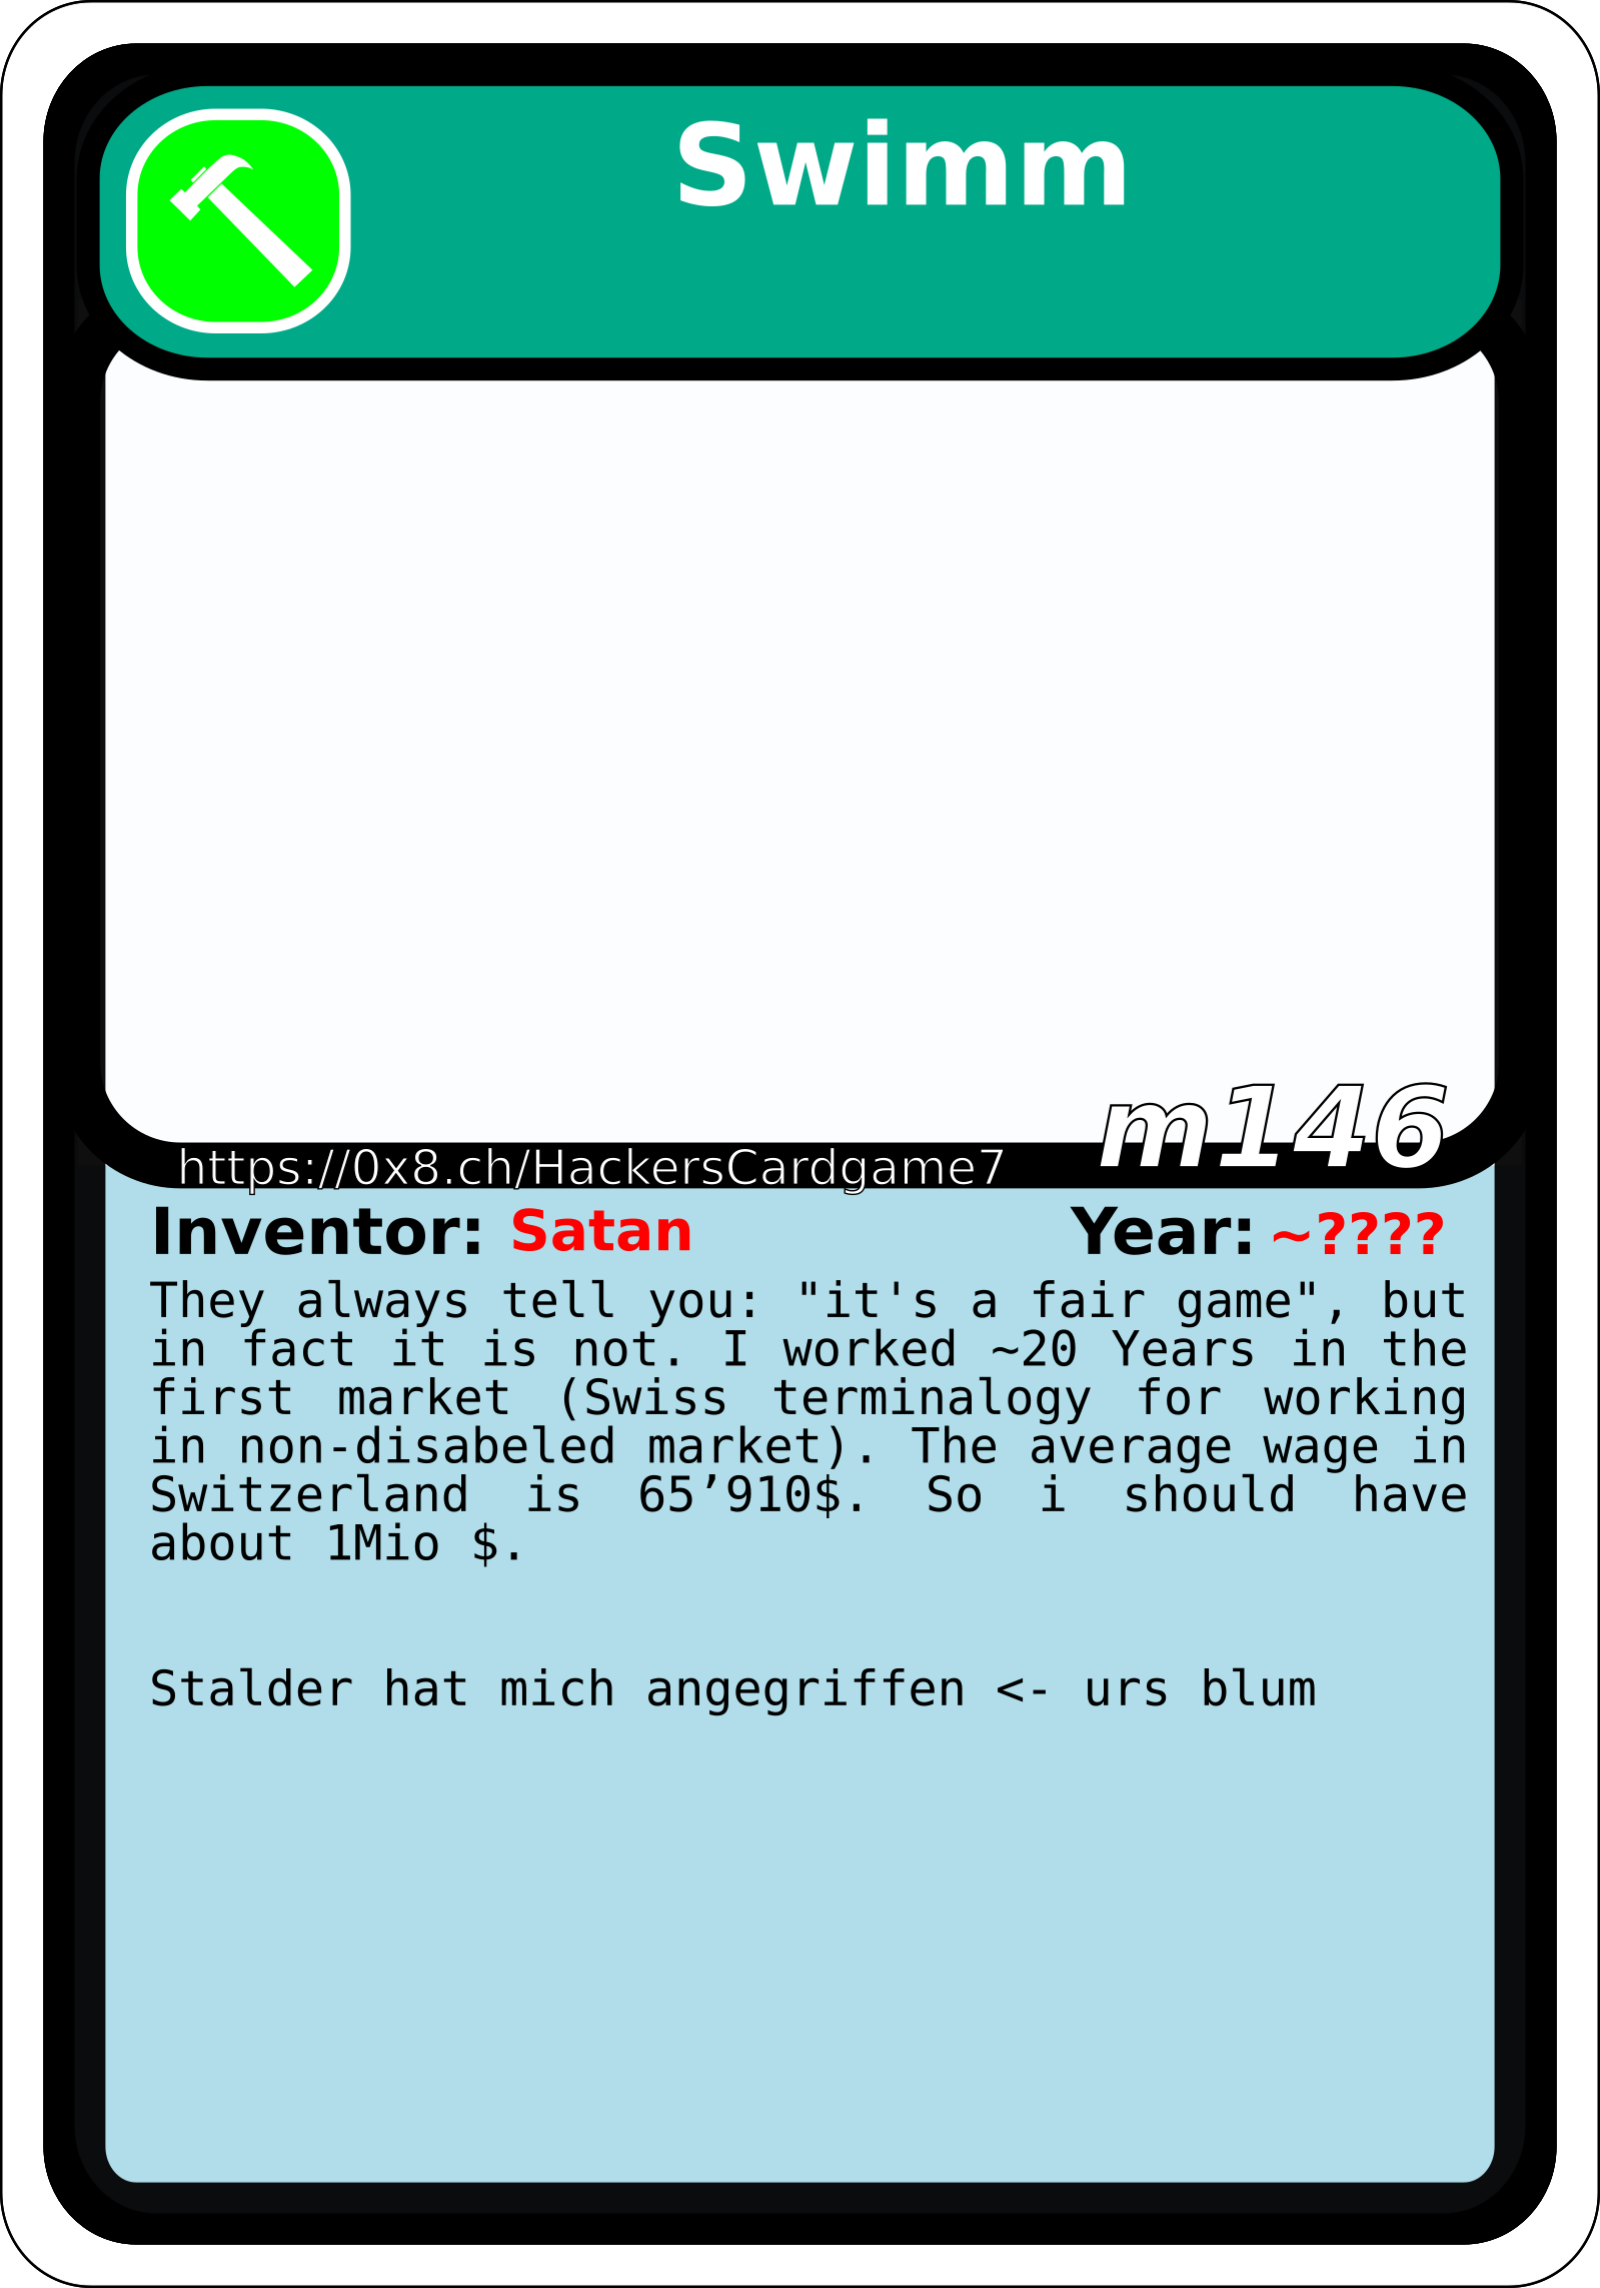 Swimm
m146
https://0x8.ch/HackersCardgame7
Inventor: Satan Year: ~????
They always tell you: "it's a fair game", but
in fact it is not. I worked ~20 Years in the
first market (Swiss terminalogy for working
in non-disabeled market). The average wage in
Switzerland is 65’910$. So i should have
about 1Mio $.
Stalder hat mich angegriffen <- urs blum